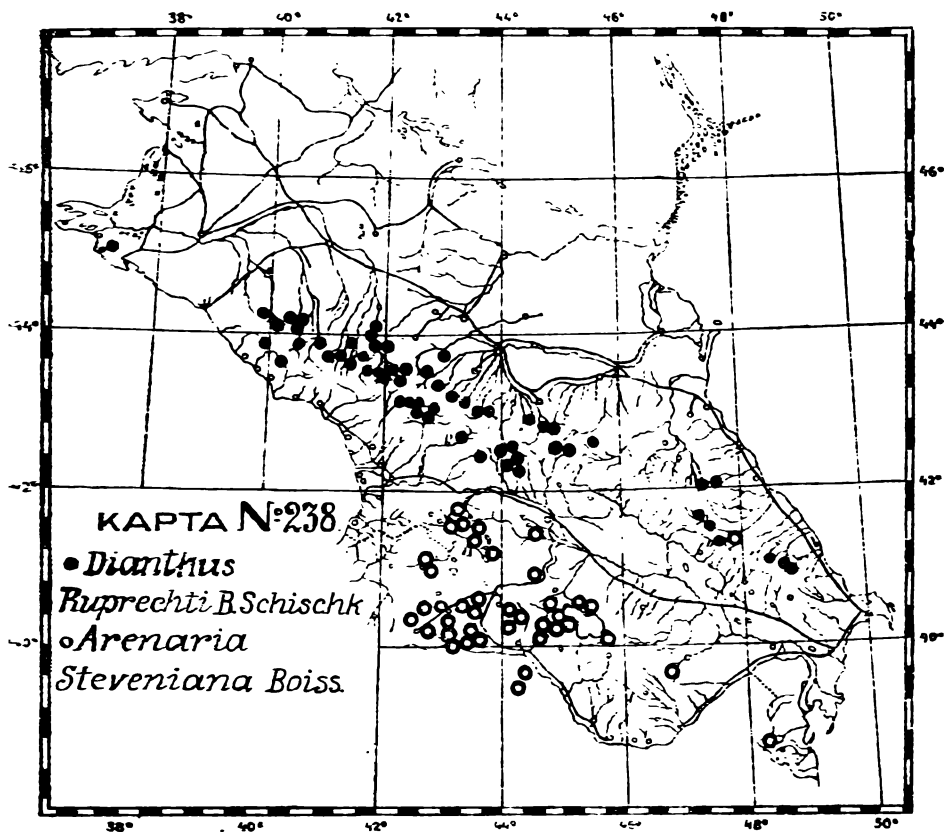 38° 40° 42° 44° 46° 48° 50°
46°
44° 44°
42°
КАРТА №238.
Dianthus
Ruprechti B.Schischk
Arenaria
Steveniana Boiss.
38° 40° 42° 44° 48° 50°